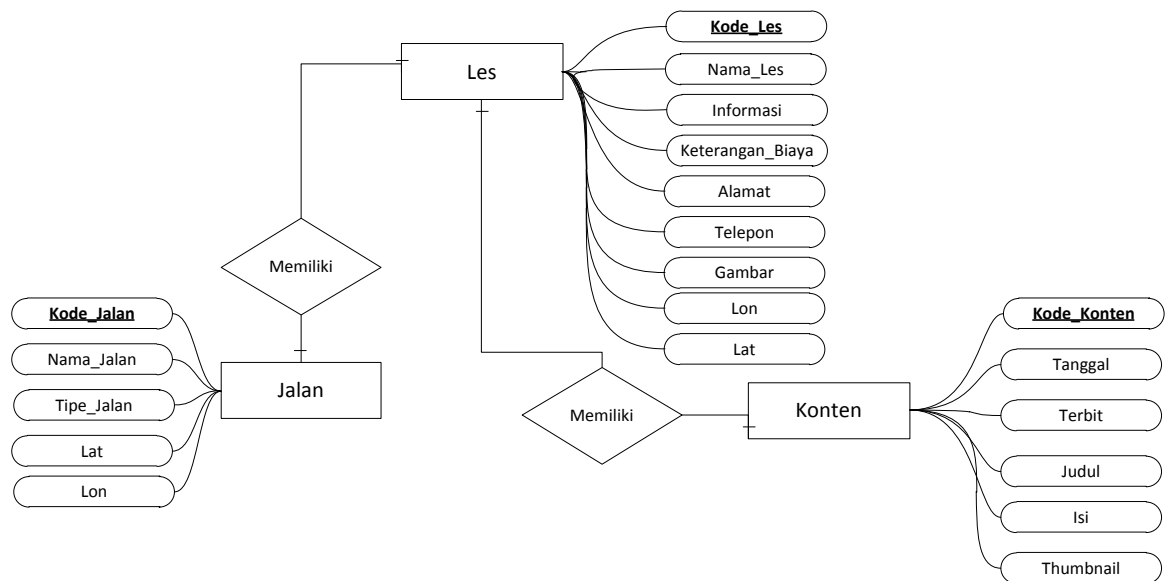 Les
Kode_Les
Nama_Les
Informasi
Keterangan_Biaya
Alamat
Telepon
Gambar
Lon
Lat
Memiliki
Kode_Jalan
Nama_Jalan
Tipe_Jalan
Lat
Lon
Jalan
Memiliki
Konten
Kode_Konten
Tanggal
Terbit
Judul
Isi
Thumbnail